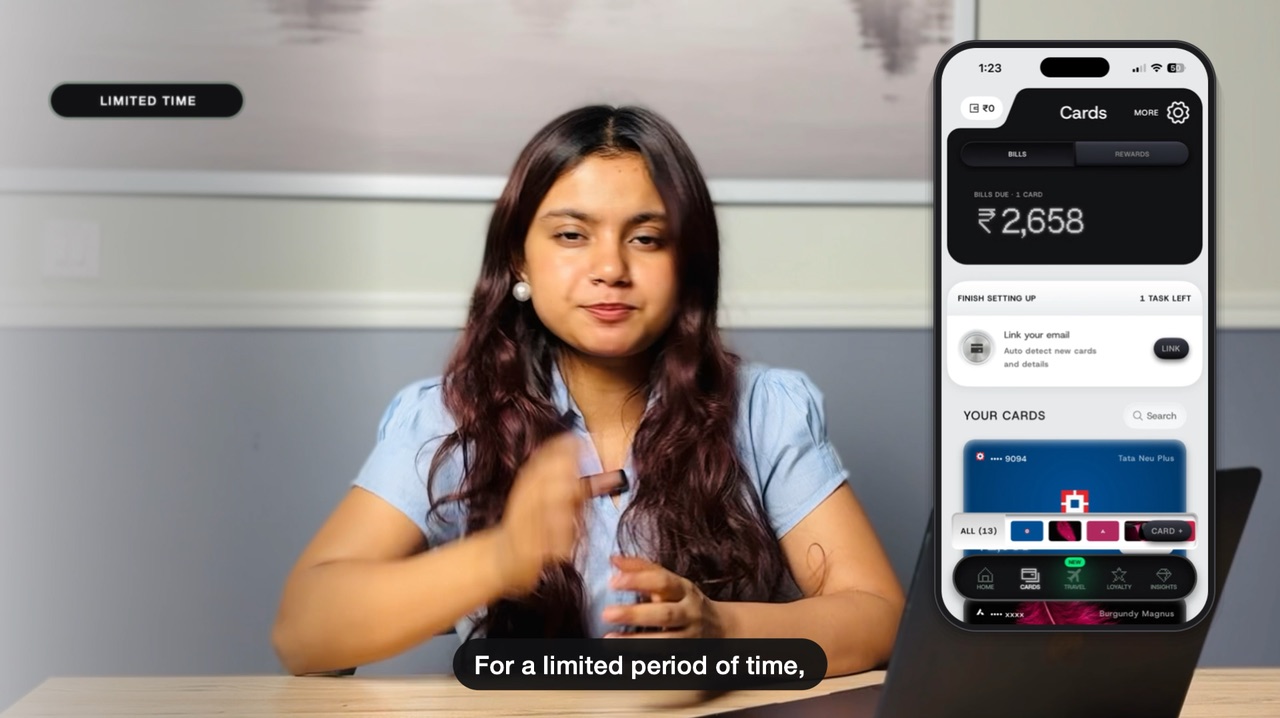 LIMITED TIME
1:23
50
₹0
Cards
MORE
BILLS
REWARDS
BILLS DUE · 1 CARD
₹2,658
FINISH SETTING UP
1 TASK LEFT
Link your email
Auto detect new cards
and details
LINK
YOUR CARDS
Search
•••• 9094
Tata Neu Plus
ALL (13)
CARD +
NEW
HOME
CARDS
TRAVEL
LOYALTY
INSIGHTS
•••• xxxx
Burgundy Magnus
For a limited period of time,